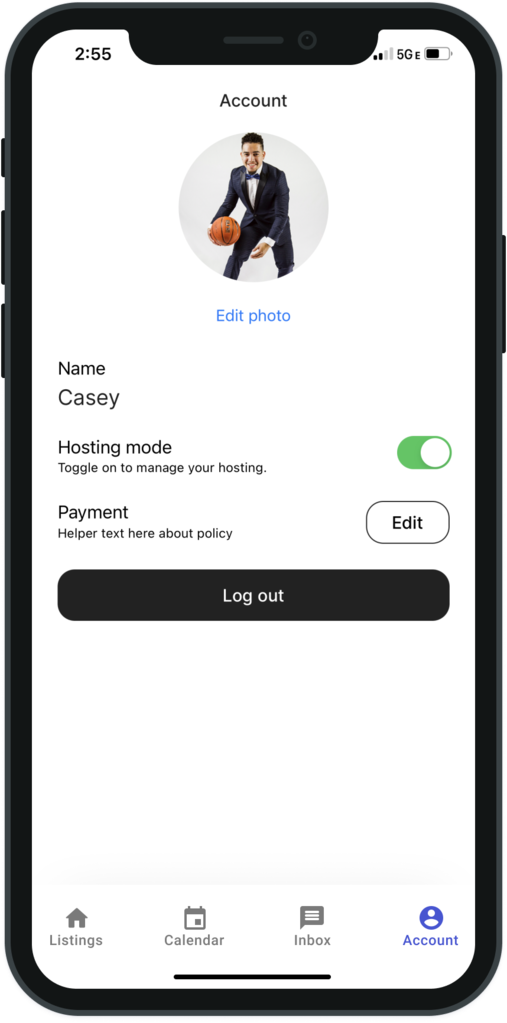 2:55
5GE
Account
Edit photo
Name
Casey
Hosting mode
Toggle on to manage your hosting.
Payment
Helper text here about policy
Edit
Log out
Listings
Calendar
Inbox
Account